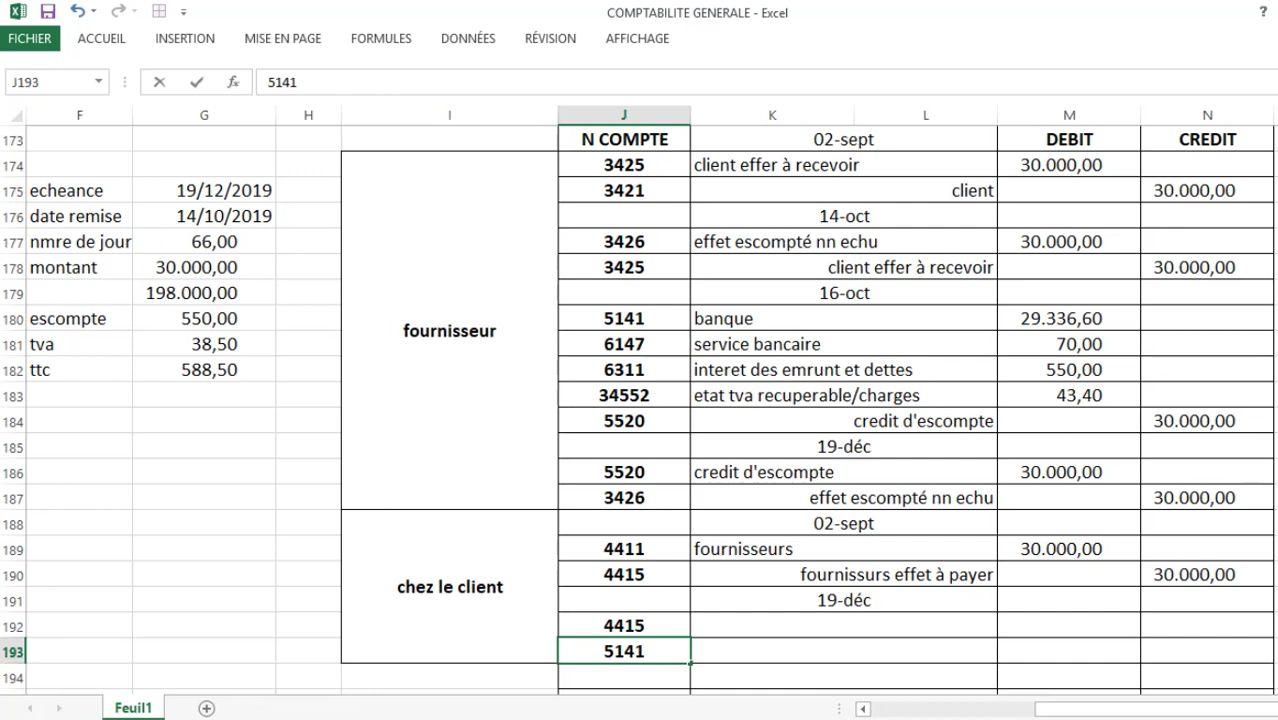 COMPTABILITE GENERALE - Excel
?
FICHIER ACCUEIL INSERTION MISE EN PAGE FORMULES DONNÉES RÉVISION AFFICHAGE
J193 fx 5141
F G H I J K L M N
173 N COMPTE 02-sept DEBIT CREDIT
174 3425 client effer à recevoir 30.000,00
175 echeance 19/12/2019 3421 client 30.000,00
176 date remise 14/10/2019 14-oct
177 nmre de jour 66,00 3426 effet escompté nn echu 30.000,00
178 montant 30.000,00 3425 client effer à recevoir 30.000,00
179 198.000,00 16-oct
180 escompte 550,00 5141 banque 29.336,60
fournisseur
181 tva 38,50 6147 service bancaire 70,00
182 ttc 588,50 6311 interet des emrunt et dettes 550,00
183 34552 etat tva recuperable/charges 43,40
184 5520 credit d'escompte 30.000,00
185 19-déc
186 5520 credit d'escompte 30.000,00
187 3426 effet escompté nn echu 30.000,00
188 02-sept
189 4411 fournisseurs 30.000,00
190 4415 fournissurs effet à payer 30.000,00
chez le client
191 19-déc
192 4415
193 5141
194
Feuil1